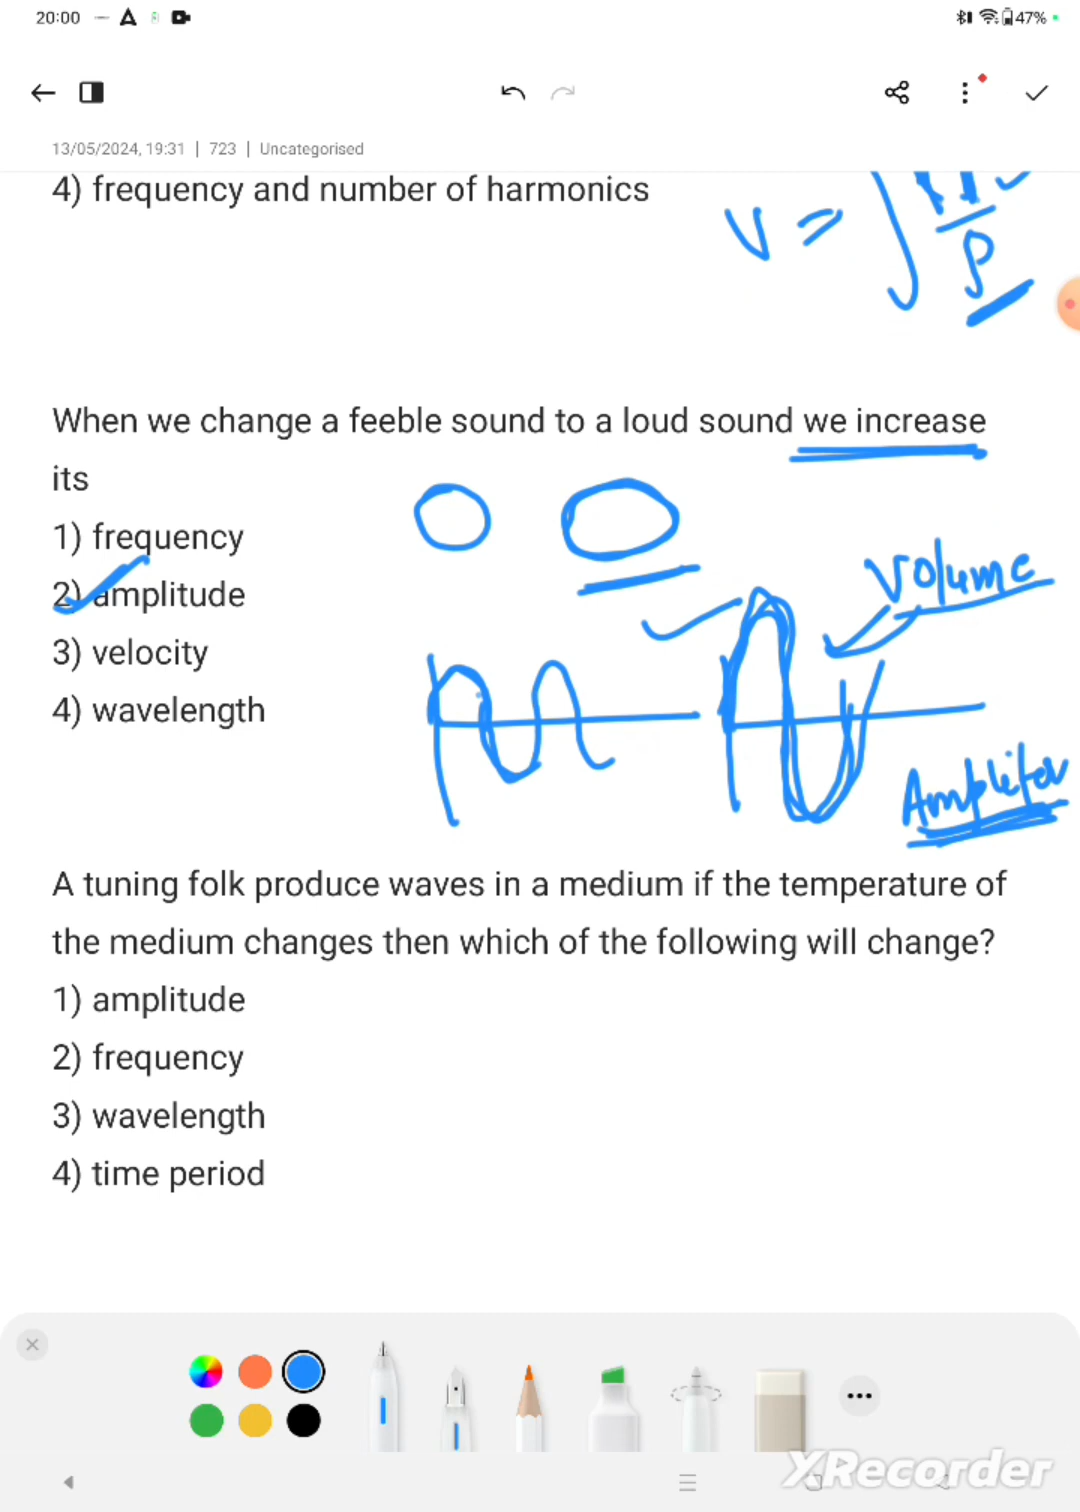 20:00
47%
13/05/2024, 19:31 | 723 | Uncategorised
4) frequency and number of harmonics
V =
ρ
When we change a feeble sound to a loud sound we increase
its
1) frequency
2) amplitude
3) velocity
4) wavelength
Volume
Amplifer
A tuning folk produce waves in a medium if the temperature of
the medium changes then which of the following will change?
1) amplitude
2) frequency
3) wavelength
4) time period
XRecorder